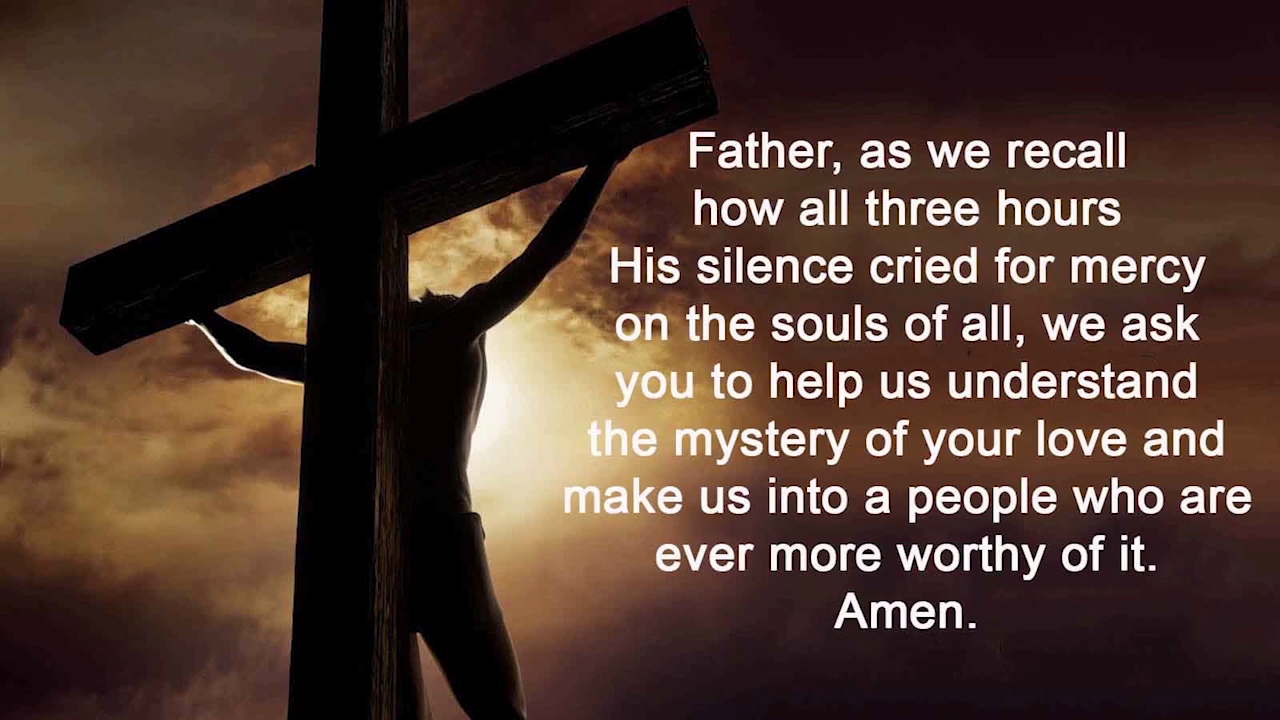 Father, as we recall
how all three hours
His silence cried for mercy
on the souls of all, we ask
you to help us understand
the mystery of your love and
make us into a people who are
ever more worthy of it.
Amen.